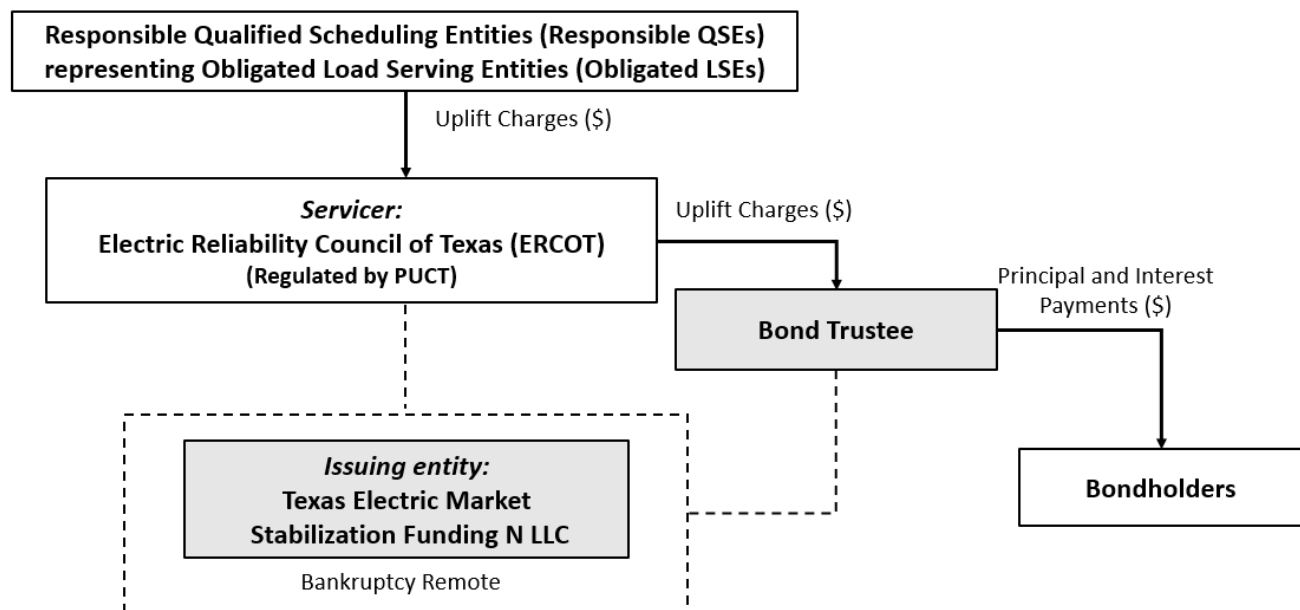 Responsible Qualified Scheduling Entities (Responsible QSEs)
representing Obligated Load Serving Entities (Obligated LSEs)
Uplift Charges ($)
Servicer:
Electric Reliability Council of Texas (ERCOT)
(Regulated by PUCT)
Uplift Charges ($)
Bond Trustee
Principal and Interest
Payments ($)
Bondholders
Issuing entity:
Texas Electric Market
Stabilization Funding N LLC
Bankruptcy Remote